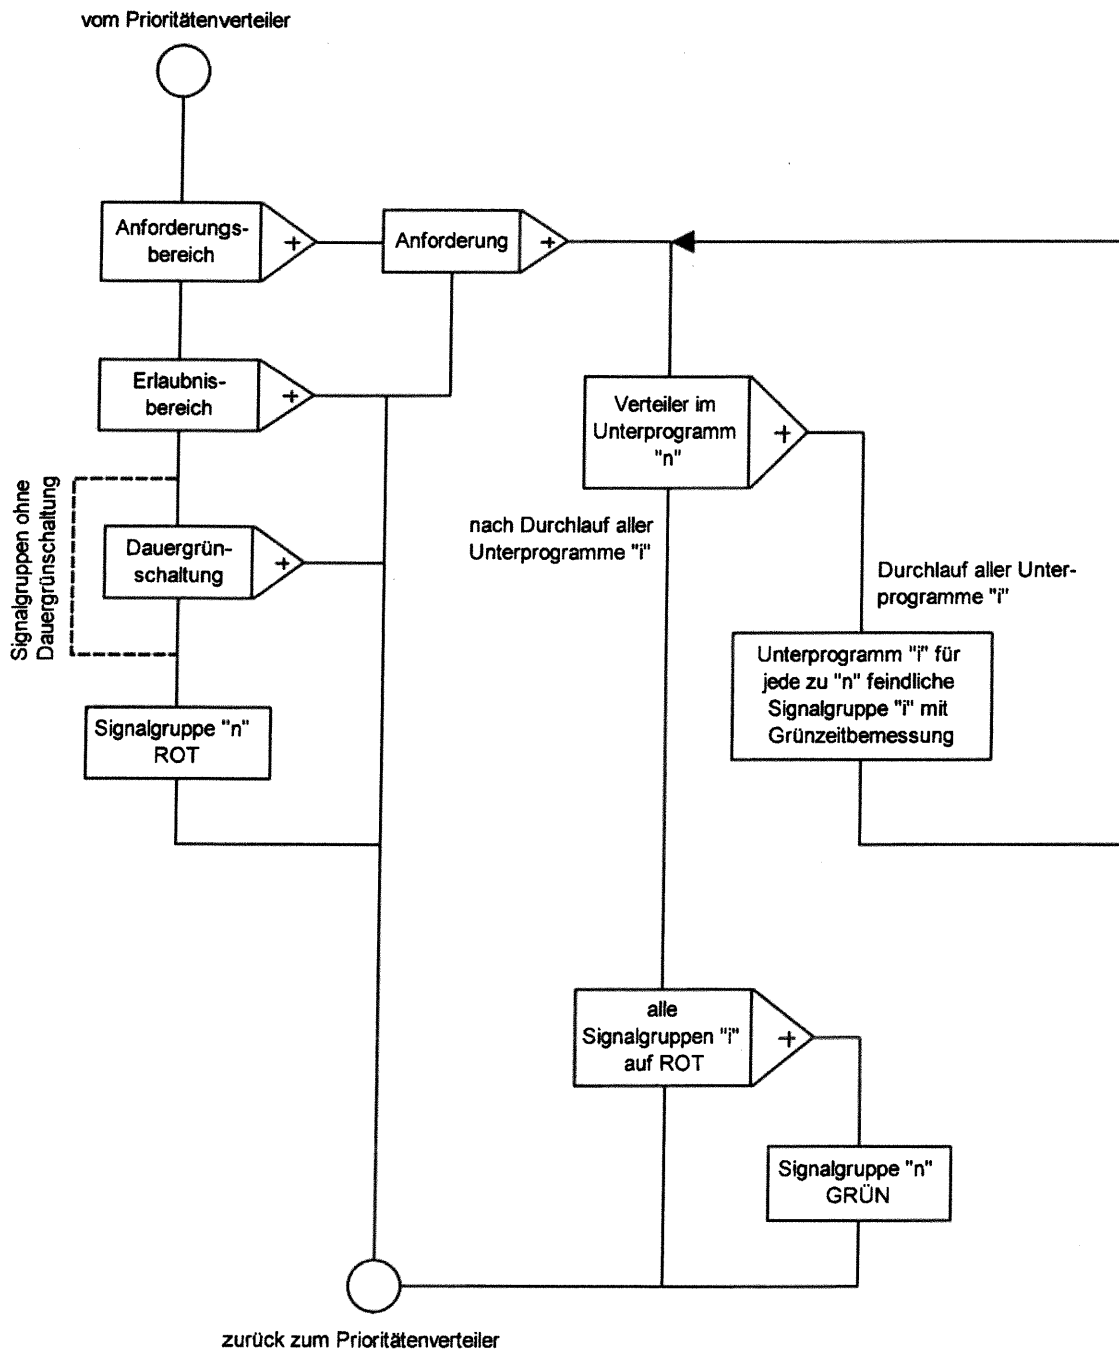 vom Prioritätenverteiler
Anforderungs-
bereich
+
Anforderung
+
Erlaubnis-
bereich
+
Verteiler im
Unterprogramm
"n"
+
Signalgruppen ohne
Dauergrünschaltung
Dauergrün-
schaltung
+
nach Durchlauf aller
Unterprogramme "i"
Durchlauf aller Unter-
programme "i"
Unterprogramm "i" für
jede zu "n" feindliche
Signalgruppe "i" mit
Grünzeitbemessung
Signalgruppe "n"
ROT
alle
Signalgruppen "i"
auf ROT
+
Signalgruppe "n"
GRÜN
zurück zum Prioritätenverteiler